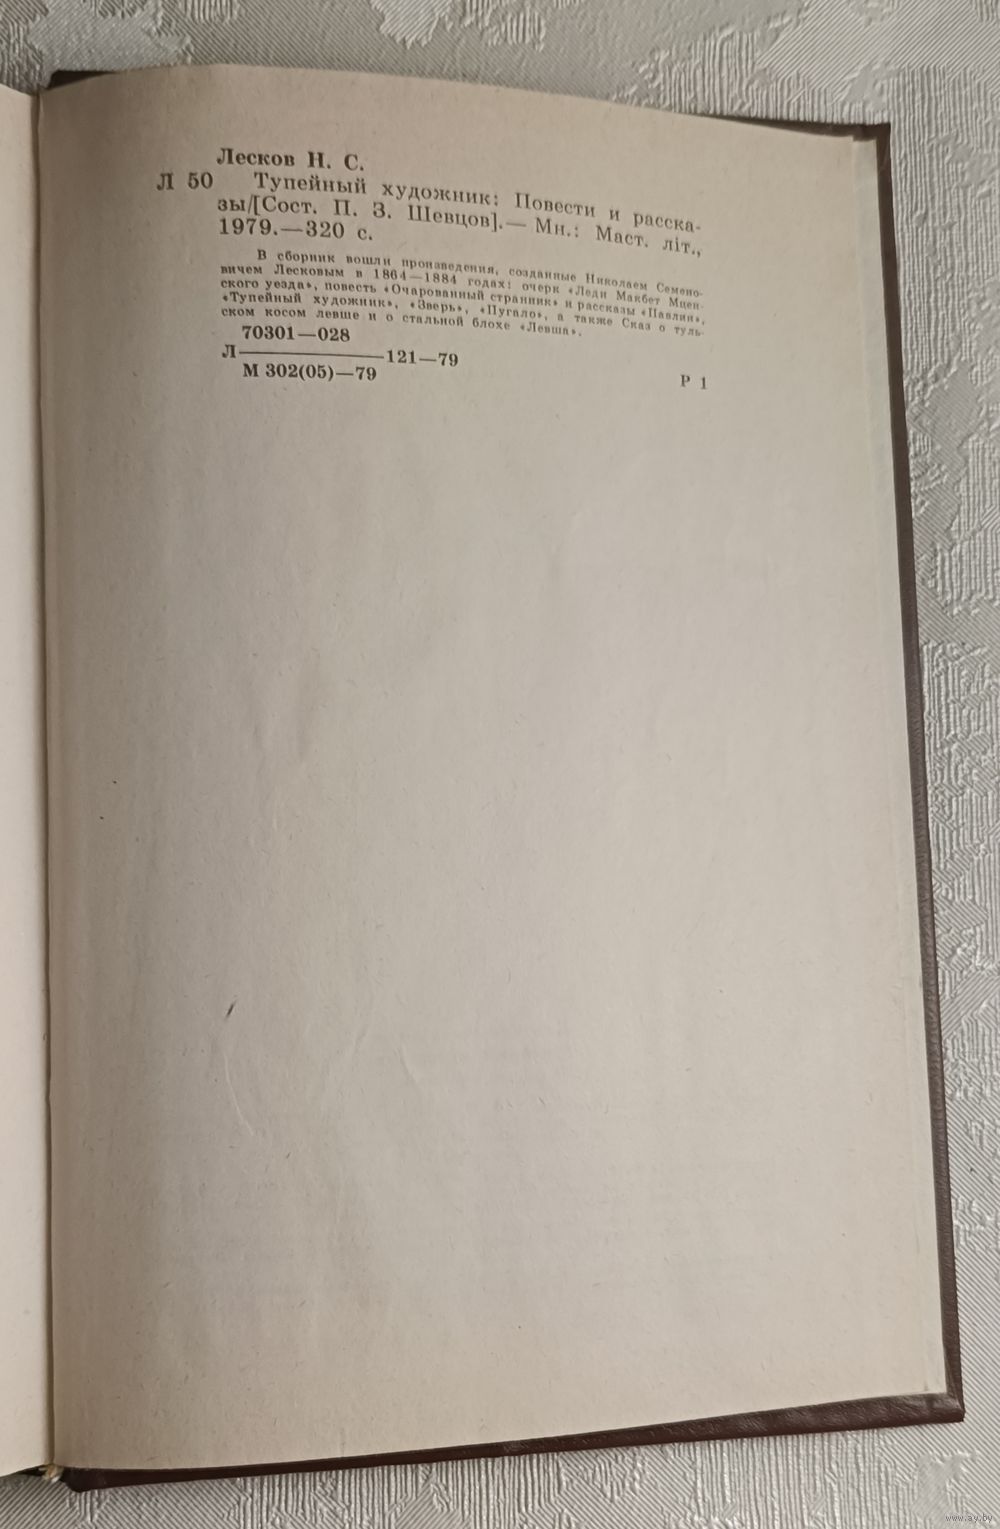 Лесков Н. С.
Л 50 Тупейный художник: Повести и расска-
зы/[Сост. П. З. Шевцов].— Мн.: Маст. літ.,
1979.—320 с.
В сборник вошли произведения, созданные Николаем Семено-
вичем Лесковым в 1864—1884 годах: очерк «Леди Макбет Мцен-
ского уезда», повесть «Очарованный странник» и рассказы «Павлин»,
«Тупейный художник», «Зверь», «Пугало», а также Сказ о туль-
ском косом левше и о стальной блохе «Левша».
70301—028
Л————121—79
М 302(05)—79
Р 1
www.ay.by